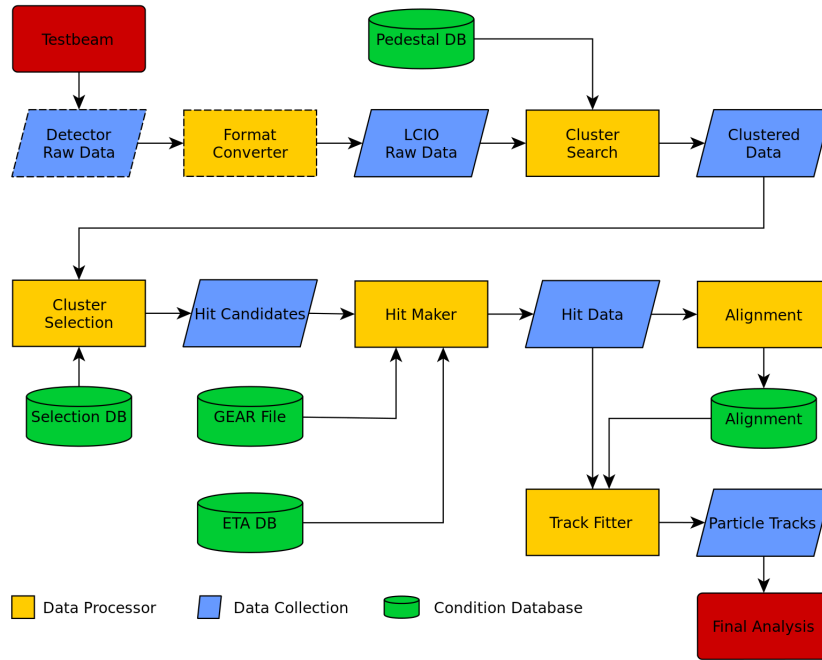 Testbeam
Pedestal DB
Detector
Raw Data
Format
Converter
LCIO
Raw Data
Cluster
Search
Clustered
Data
Cluster
Selection
Hit Candidates
Hit Maker
Hit Data
Alignment
Selection DB
GEAR File
Alignment
ETA DB
Track Fitter
Particle Tracks
Data Processor
Data Collection
Condition Database
Final Analysis